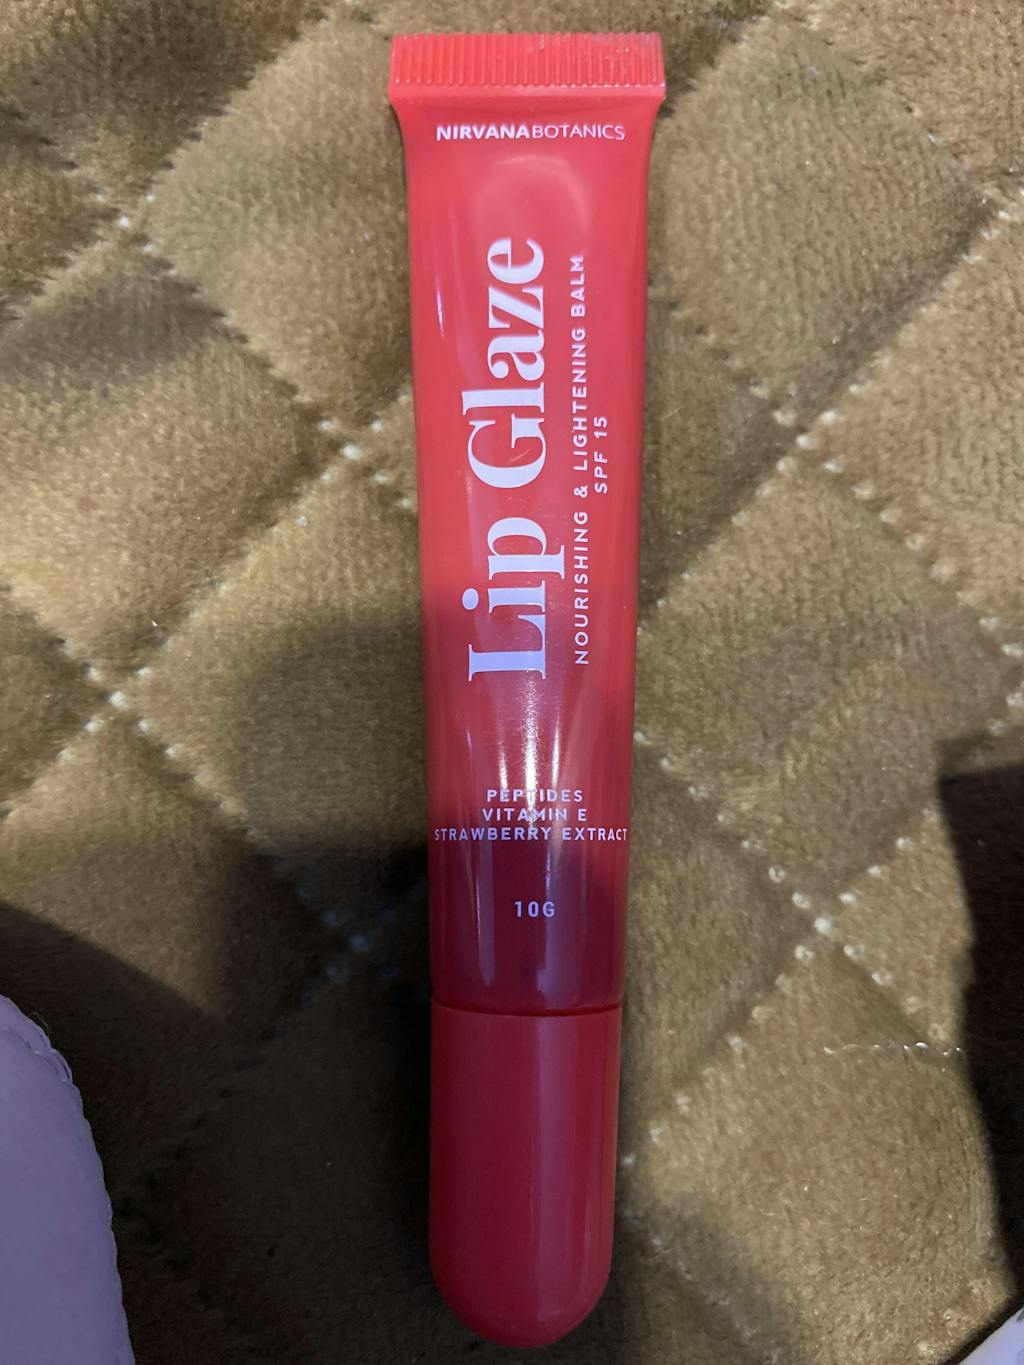 NIRVANABOTANICS
Lip Glaze
NOURISHING & LIGHTENING BALM
SPF 15
PEPTIDES
VITAMIN E
STRAWBERRY EXTRACT
10G